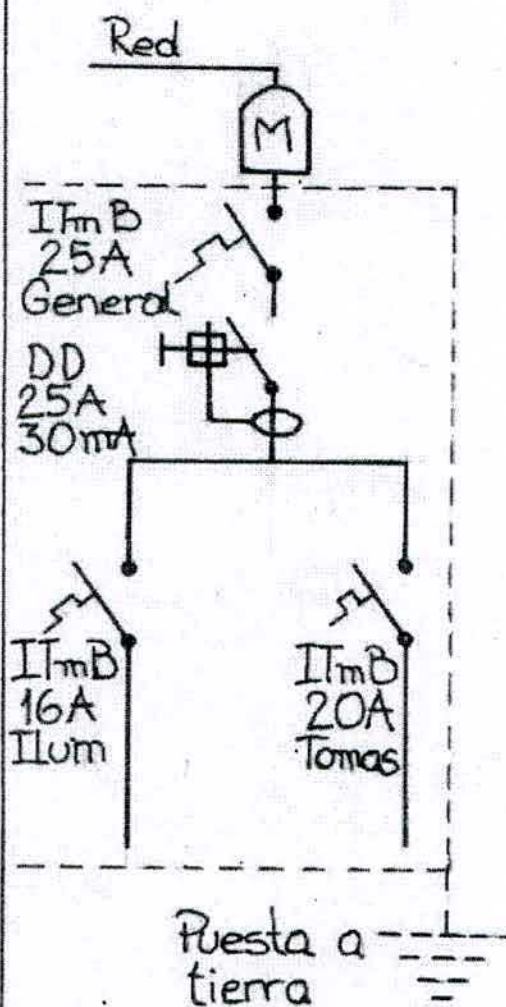 Red
M
ITmB
25A
General
DD
25A
30mA
ITmB
16A
Ilum
ITmB
20A
Tomas
Puesta a
tierra